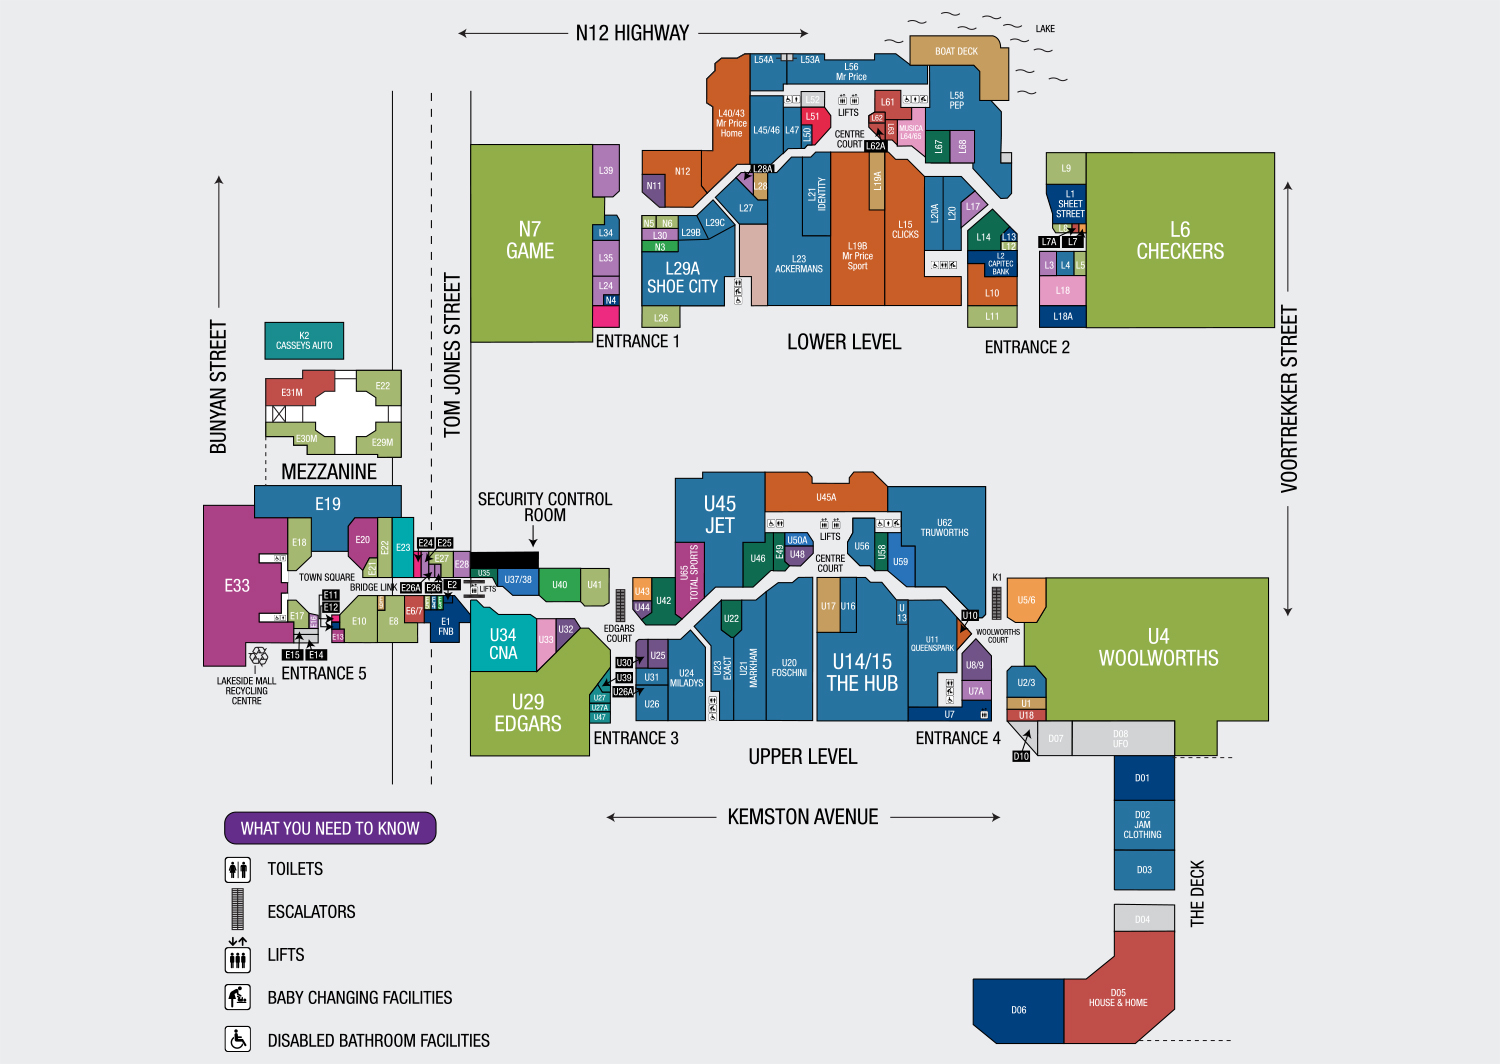 N12 HIGHWAY
LAKE
BOAT DECK
L54A
L53A
L56
Mr Price
L58
PEP
L52
LIFTS
L61
L40/43
Mr Price
Home
L45/46
L47
L51
L50
CENTRE
COURT
L62
L63
L62A
MUSICA
L64/65
L67
L68
L39
N12
N11
L28A
L28
L21
IDENTITY
L19A
L9
L1
SHEET
STREET
N7
GAME
L34
N5
N6
L30
N3
L29B
L29C
L27
L20A
L20
L17
L14
L13
L12
L7A
L7
L6
CHECKERS
L35
L24
N4
L29A
SHOE CITY
L26
L23
ACKERMANS
L19B
Mr Price
Sport
L15
CLICKS
L2
CAPITEC
BANK
L10
L11
L3
L4
L5
L18
L18A
ENTRANCE 1
LOWER LEVEL
ENTRANCE 2
BUNYAN STREET
TOM JONES STREET
VOORTREKKER STREET
K2
CASSEYS AUTO
E31M
E22
E30M
E29M
MEZZANINE
SECURITY CONTROL
ROOM
E19
E33
E18
E20
E21
E22
E23
E24
E25
E27
E28
TOWN SQUARE
BRIDGE LINK
E26A
E26
E2
LIFTS
E17
E16
E11
E12
E13
E10
E8
E6/7
E1
FNB
E15
E14
ENTRANCE 5
LAKESIDE MALL
RECYCLING
CENTRE
U35
U37/38
U40
U41
U34
CNA
U33
U32
U29
EDGARS
U27
U27A
U47
EDGARS
COURT
U43
U44
U42
U65
TOTAL SPORTS
U45
JET
U45A
U62
TRUWORTHS
LIFTS
U46
E49
U50A
U48
CENTRE
COURT
U56
U58
U59
U30
U39
U26A
U25
U31
U26
U24
MILADYS
U22
U23
EXACT
U21
MARKHAM
U20
FOSCHINI
U17
U16
U14/15
THE HUB
U
13
U11
QUEENSPARK
U10
K1
WOOLWORTHS
COURT
U8/9
U7A
U7
U5/6
U4
WOOLWORTHS
U2/3
U1
U18
ENTRANCE 3
UPPER LEVEL
ENTRANCE 4
D10
D07
D08
UFO
D01
D02
JAM
CLOTHING
D03
D04
D05
HOUSE & HOME
D06
THE DECK
KEMSTON AVENUE
WHAT YOU NEED TO KNOW
TOILETS
ESCALATORS
LIFTS
BABY CHANGING FACILITIES
DISABLED BATHROOM FACILITIES